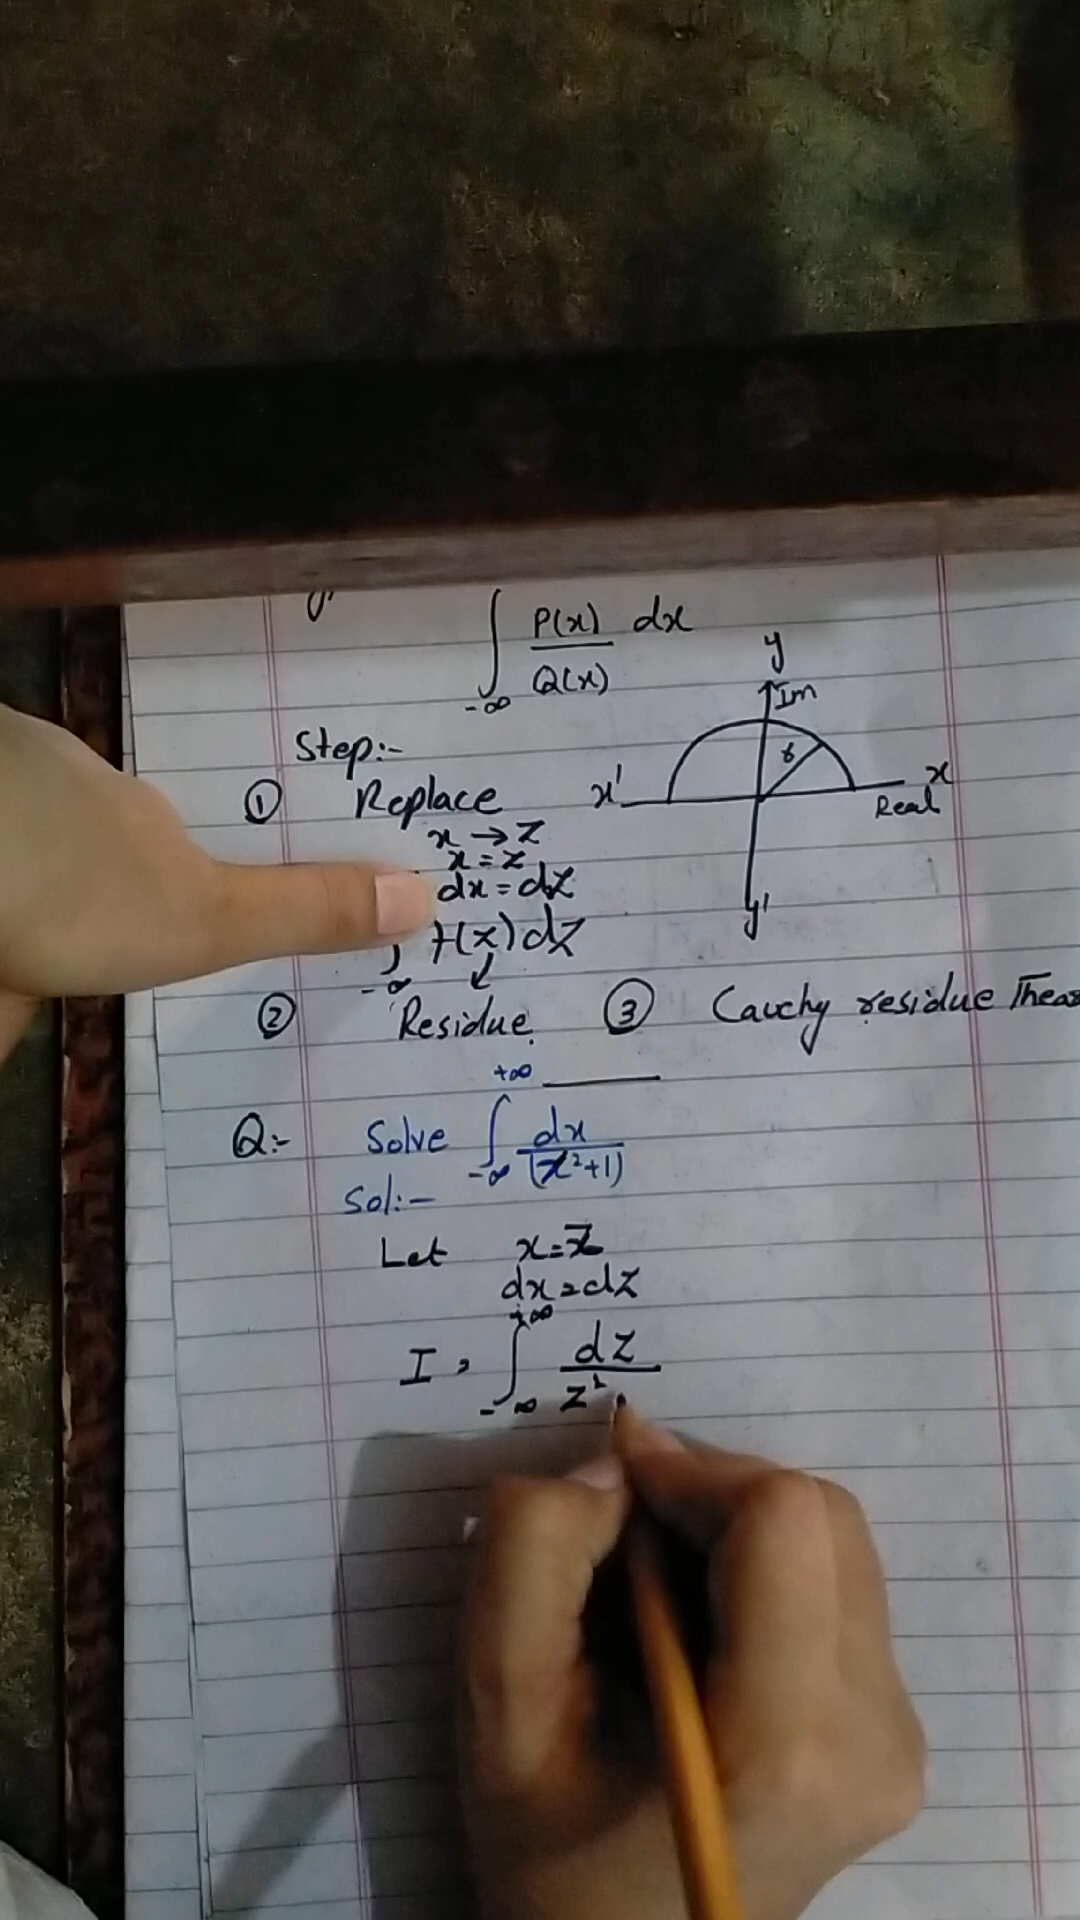 ∫ P(x)/Q(x) dx
-∞
y
Im
Step:-
① Replace
x → z
x = z
dx = dz
x' x
Real
r
y'
∫ f(z) dz
-∞
② Residue. ③ Cauchy residue
+∞
Q:- Solve ∫ dx/(x²+1)
-∞
Sol:-
Let x = z
dx = dz
+∞
I = ∫ dz/z²
-∞